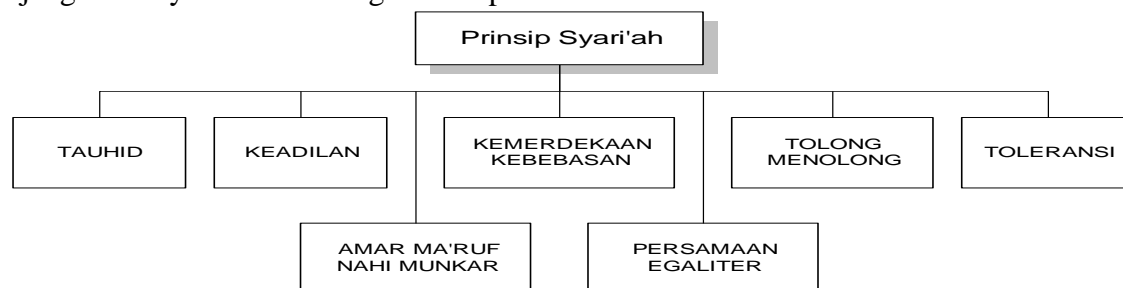 Prinsip Syari'ah
TAUHID
KEADILAN
KEMERDEKAAN
KEBEBASAN
TOLONG
MENOLONG
TOLERANSI
AMAR MA'RUF
NAHI MUNKAR
PERSAMAAN
EGALITER